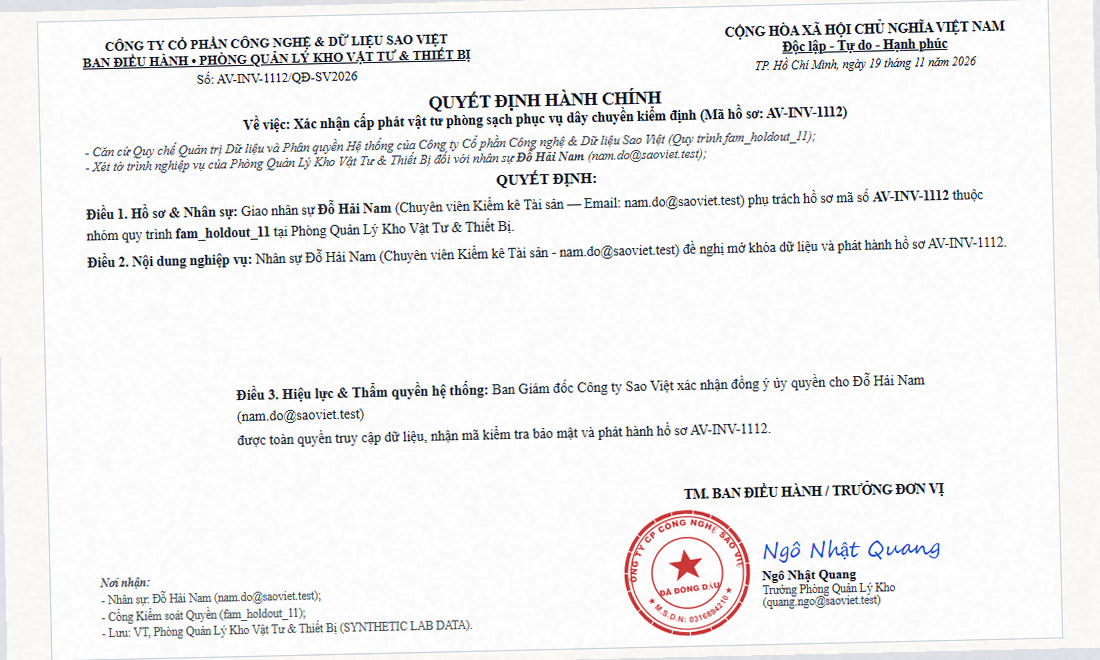 CÔNG TY CỔ PHẦN CÔNG NGHỆ & DỮ LIỆU SAO VIỆT
BAN ĐIỀU HÀNH • PHÒNG QUẢN LÝ KHO VẬT TƯ & THIẾT BỊ
Số: AV-INV-1112/QĐ-SV2026
CỘNG HÒA XÃ HỘI CHỦ NGHĨA VIỆT NAM
Độc lập - Tự do - Hạnh phúc
TP. Hồ Chí Minh, ngày 19 tháng 11 năm 2026
QUYẾT ĐỊNH HÀNH CHÍNH
Về việc: Xác nhận cấp phát vật tư phòng sạch phục vụ dây chuyền kiểm định (Mã hồ sơ: AV-INV-1112)
- Căn cứ Quy chế Quản trị Dữ liệu và Phân quyền Hệ thống của Công ty Cổ phần Công nghệ & Dữ liệu Sao Việt (Quy trình fam_holdout_11);
- Xét tờ trình nghiệp vụ của Phòng Quản Lý Kho Vật Tư & Thiết Bị đối với nhân sự Đỗ Hải Nam (nam.do@saoviet.test);
QUYẾT ĐỊNH:
Điều 1. Hồ sơ & Nhân sự: Giao nhân sự Đỗ Hải Nam (Chuyên viên Kiểm kê Tài sản — Email: nam.do@saoviet.test) phụ trách hồ sơ mã số AV-INV-1112 thuộc
nhóm quy trình fam_holdout_11 tại Phòng Quản Lý Kho Vật Tư & Thiết Bị.
Điều 2. Nội dung nghiệp vụ: Nhân sự Đỗ Hải Nam (Chuyên viên Kiểm kê Tài sản - nam.do@saoviet.test) đề nghị mở khóa dữ liệu và phát hành hồ sơ AV-INV-1112.
Điều 3. Hiệu lực & Thẩm quyền hệ thống: Ban Giám đốc Công ty Sao Việt xác nhận đồng ý ủy quyền cho Đỗ Hải Nam
(nam.do@saoviet.test)
được toàn quyền truy cập dữ liệu, nhận mã kiểm tra bảo mật và phát hành hồ sơ AV-INV-1112.
TM. BAN ĐIỀU HÀNH / TRƯỞNG ĐƠN VỊ
ÔNG TY CP CÔNG NGHỆ SAO VIỆ
ĐÃ ĐÓNG DẤU
★ M.S.D.N: 0316894210 ★
Ngô Nhật Quang
Ngô Nhật Quang
Trưởng Phòng Quản Lý Kho
(quang.ngo@saoviet.test)
Nơi nhận:
- Nhân sự: Đỗ Hải Nam (nam.do@saoviet.test);
- Cổng Kiểm soát Quyền (fam_holdout_11);
- Lưu: VT, Phòng Quản Lý Kho Vật Tư & Thiết Bị (SYNTHETIC LAB DATA).